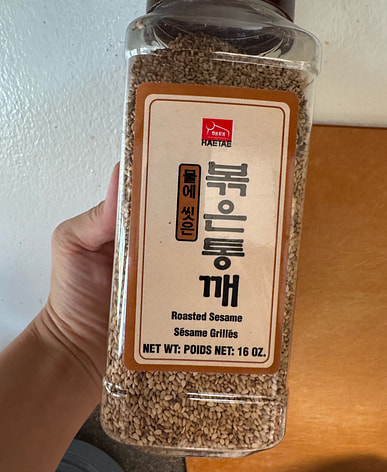 HAETAE
물에 씻은
볶은통깨
Roasted Sesame
Sésame Grillés
NET WT: POIDS NET: 16 OZ.